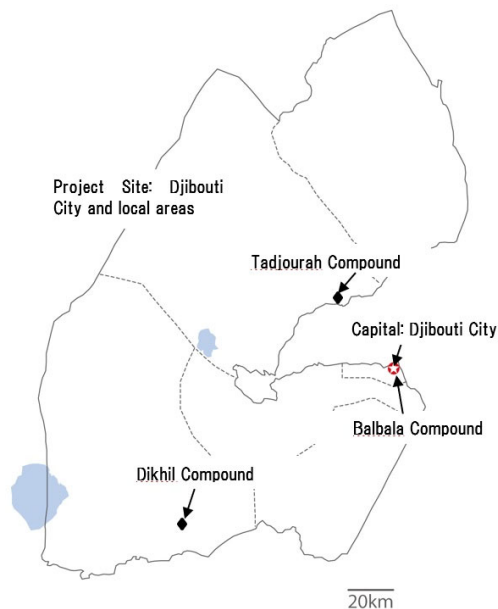 Project Site: Djibouti
City and local areas
Tadjourah Compound
Capital: Djibouti City
Balbala Compound
Dikhil Compound
20km